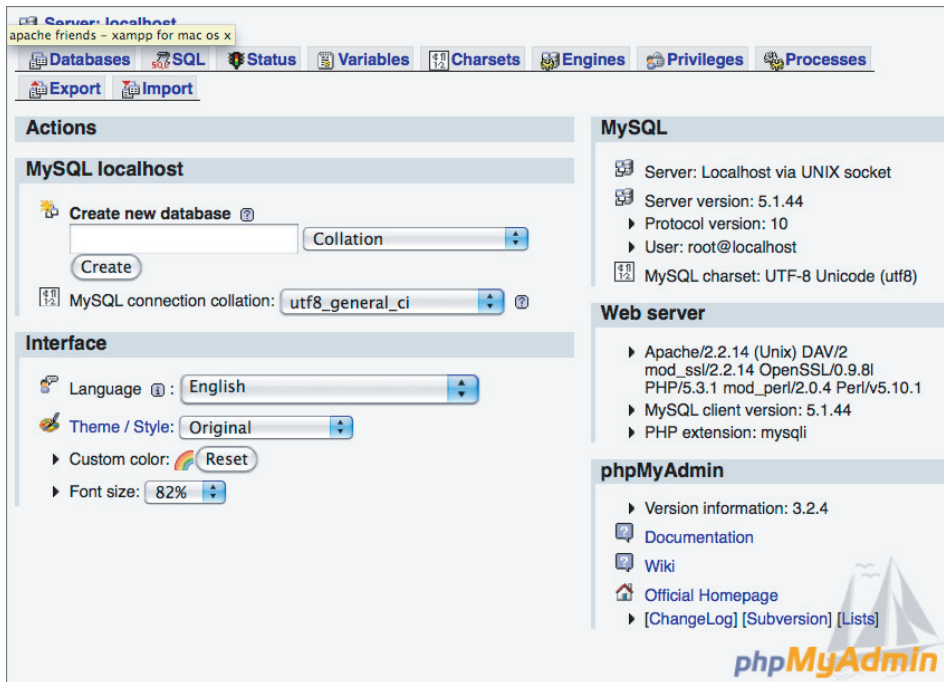 Server: localhost
apache friends – xampp for mac os x
Databases SQL Status Variables Charsets Engines Privileges Processes
Export Import
Actions
MySQL localhost
Create new database
Collation
Create
MySQL connection collation: utf8_general_ci
Interface
Language : English
Theme / Style: Original
Custom color: Reset
Font size: 82%
MySQL
Server: Localhost via UNIX socket
Server version: 5.1.44
Protocol version: 10
User: root@localhost
MySQL charset: UTF-8 Unicode (utf8)
Web server
Apache/2.2.14 (Unix) DAV/2
mod_ssl/2.2.14 OpenSSL/0.9.8l
PHP/5.3.1 mod_perl/2.0.4 Perl/v5.10.1
MySQL client version: 5.1.44
PHP extension: mysqli
phpMyAdmin
Version information: 3.2.4
Documentation
Wiki
Official Homepage
[ChangeLog] [Subversion] [Lists]
phpMyAdmin